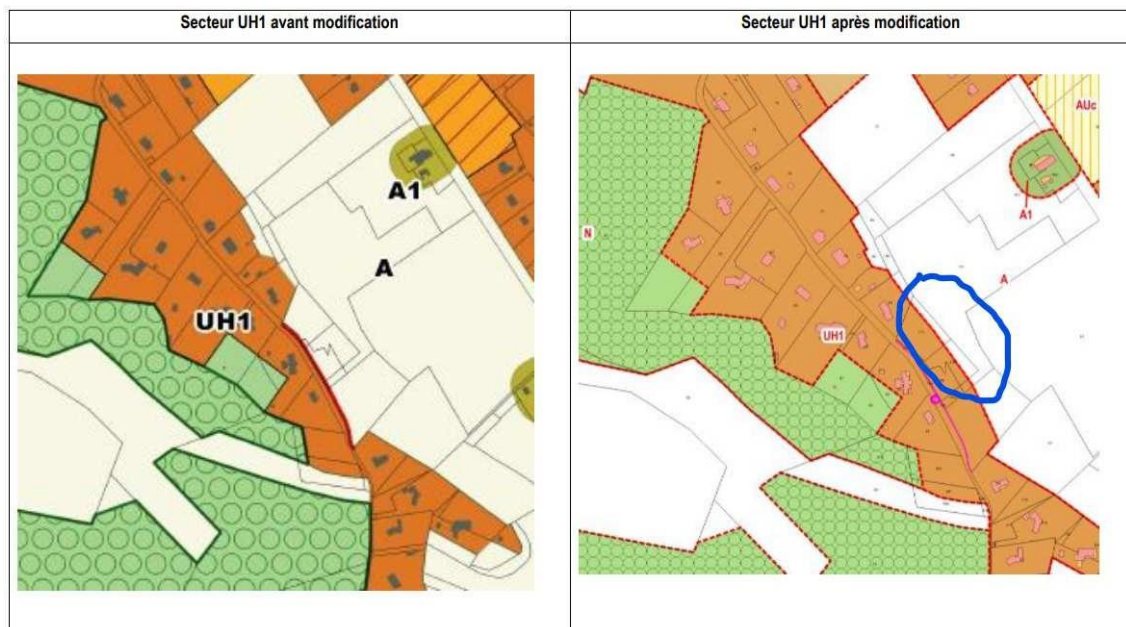 Secteur UH1 avant modification
Secteur UH1 après modification
A1
A
UH1
AUc
A1
N
A
UH1